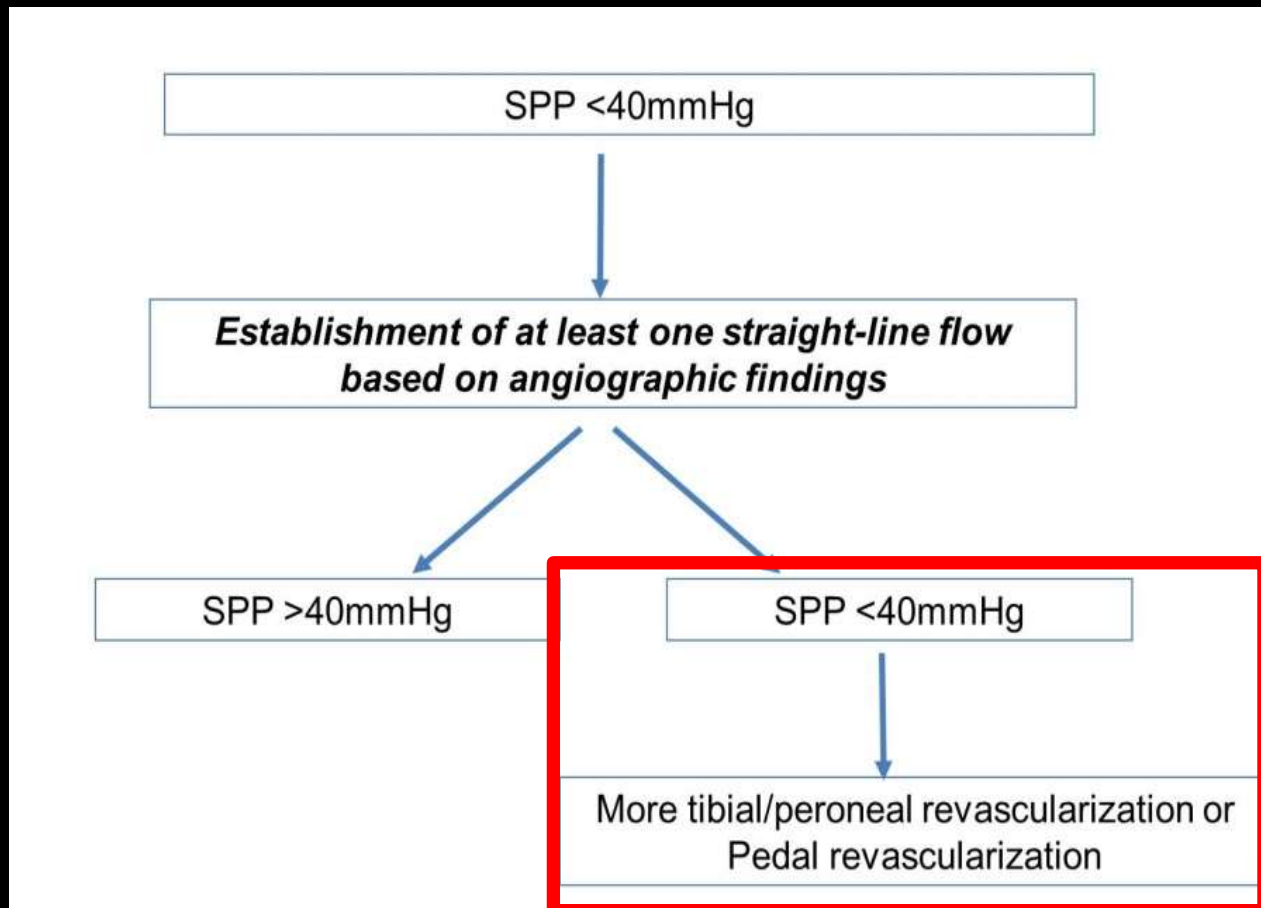 SPP <40mmHg
Establishment of at least one straight-line flow
based on angiographic findings
SPP >40mmHg
SPP <40mmHg
More tibial/peroneal revascularization or
Pedal revascularization